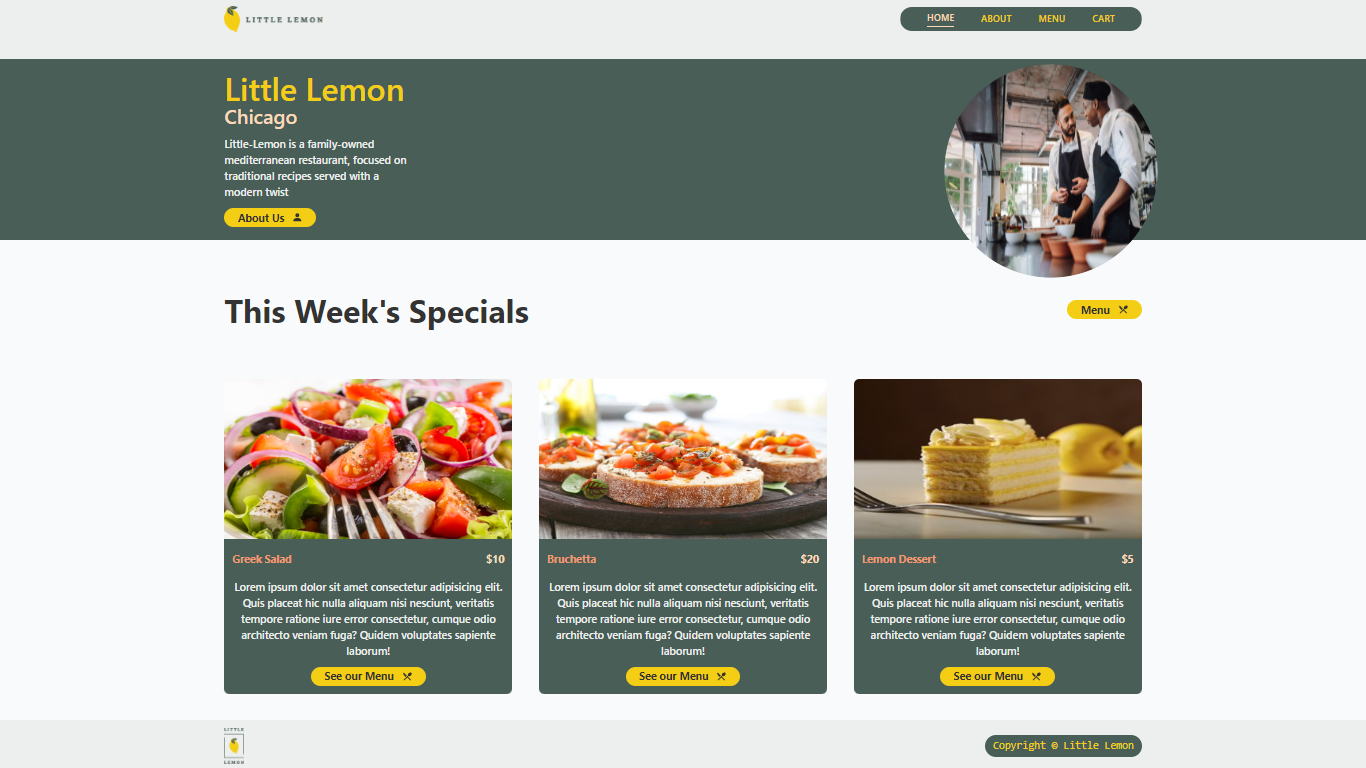 LITTLE LEMON
HOME ABOUT MENU CART
Little Lemon
Chicago
Little-Lemon is a family-owned
mediterranean restaurant, focused on
traditional recipes served with a
modern twist
About Us
This Week's Specials
Menu
Greek Salad $10
Lorem ipsum dolor sit amet consectetur adipisicing elit.
Quis placeat hic nulla aliquam nisi nesciunt, veritatis
tempore ratione iure error consectetur, cumque odio
architecto veniam fuga? Quidem voluptates sapiente
laborum!
See our Menu
Bruchetta $20
Lorem ipsum dolor sit amet consectetur adipisicing elit.
Quis placeat hic nulla aliquam nisi nesciunt, veritatis
tempore ratione iure error consectetur, cumque odio
architecto veniam fuga? Quidem voluptates sapiente
laborum!
See our Menu
Lemon Dessert $5
Lorem ipsum dolor sit amet consectetur adipisicing elit.
Quis placeat hic nulla aliquam nisi nesciunt, veritatis
tempore ratione iure error consectetur, cumque odio
architecto veniam fuga? Quidem voluptates sapiente
laborum!
See our Menu
LITTLE
LEMON
Copyright © Little Lemon